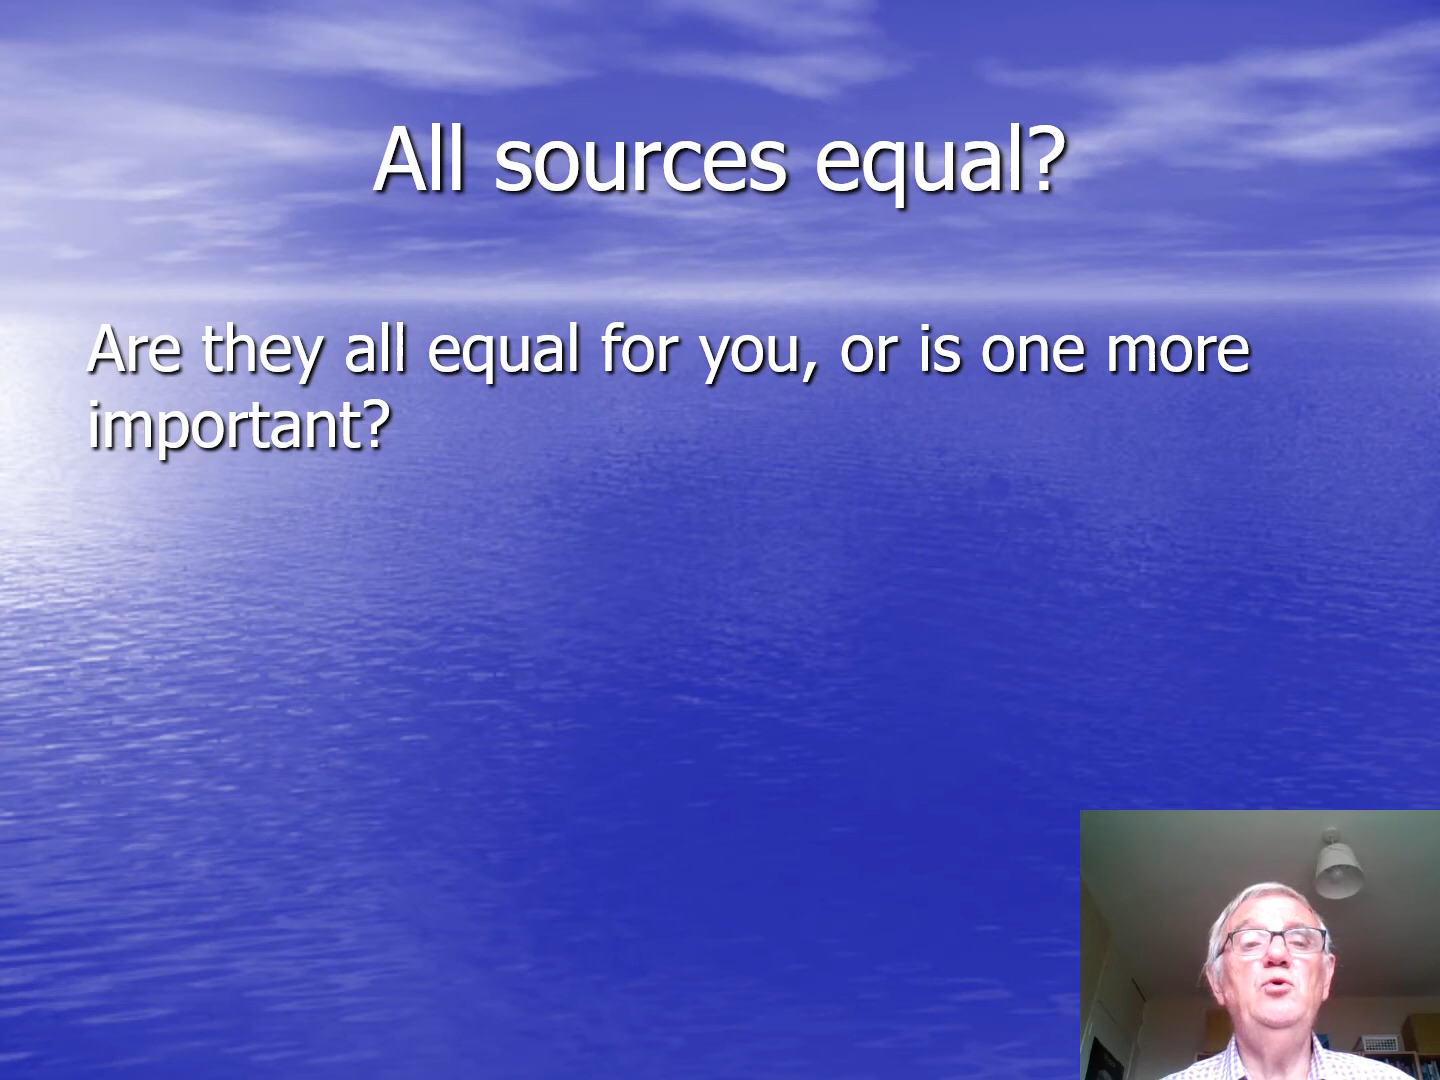 All sources equal?
Are they all equal for you, or is one more
important?